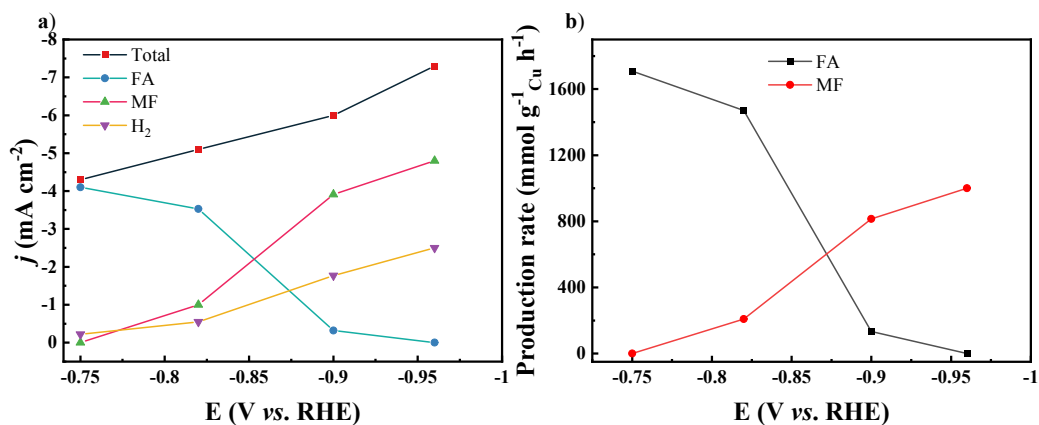 a)
-8
-7
-6
-5
-4
-3
-2
-1
0
j (mA cm⁻²)
Total
FA
MF
H₂
-0.75 -0.8 -0.85 -0.9 -0.95 -1
E (V vs. RHE)
b)
1600
1200
800
400
0
Production rate (mmol g⁻¹Cu h⁻¹)
FA
MF
-0.75 -0.8 -0.85 -0.9 -0.95 -1
E (V vs. RHE)